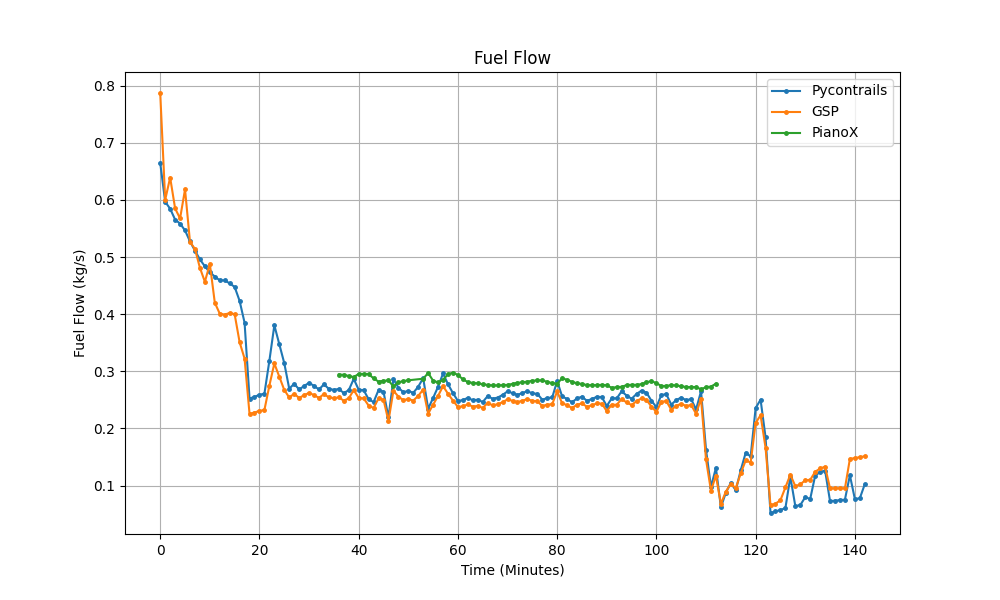 Fuel Flow
Pycontrails
GSP
PianoX
Fuel Flow (kg/s)
0.8
0.7
0.6
0.5
0.4
0.3
0.2
0.1
0 20 40 60 80 100 120 140
Time (Minutes)